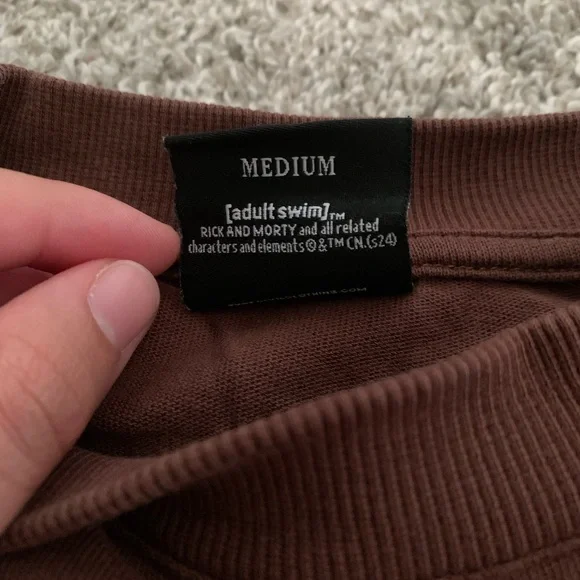 MEDIUM
[adult swim]™
RICK AND MORTY and all related
characters and elements©&™ CN.(s24)